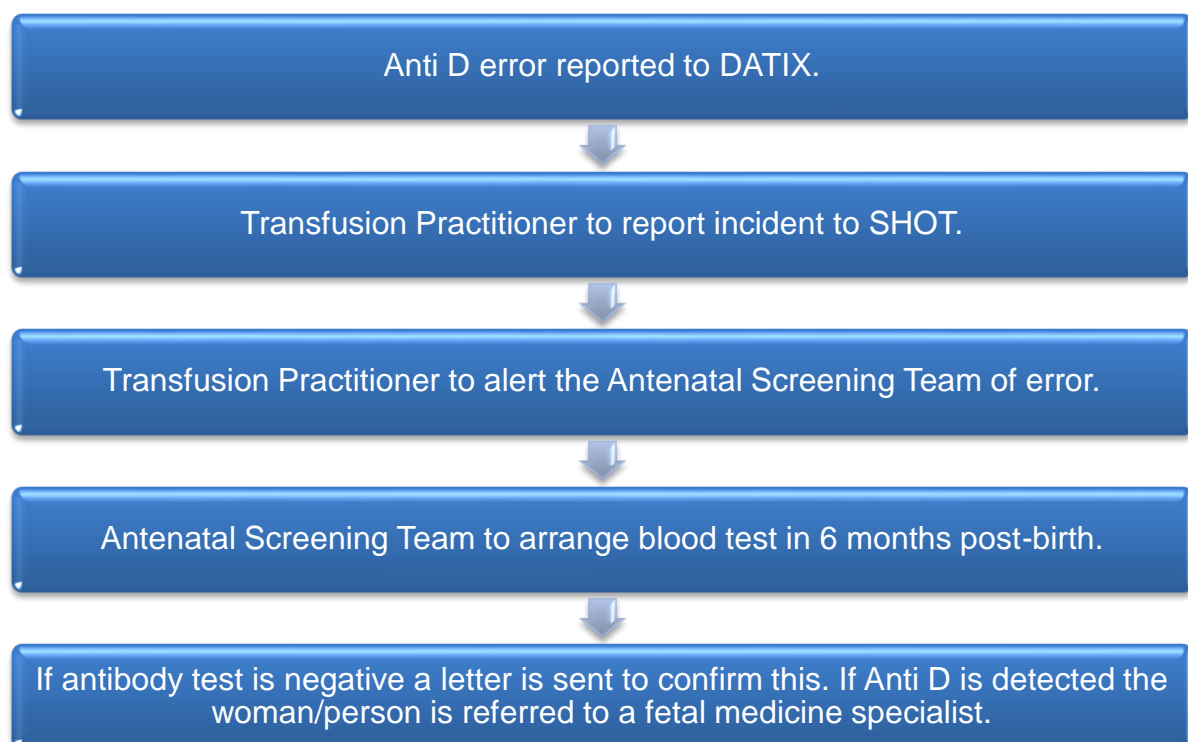 Anti D error reported to DATIX.
Transfusion Practitioner to report incident to SHOT.
Transfusion Practitioner to alert the Antenatal Screening Team of error.
Antenatal Screening Team to arrange blood test in 6 months post-birth.
If antibody test is negative a letter is sent to confirm this. If Anti D is detected the
woman/person is referred to a fetal medicine specialist.